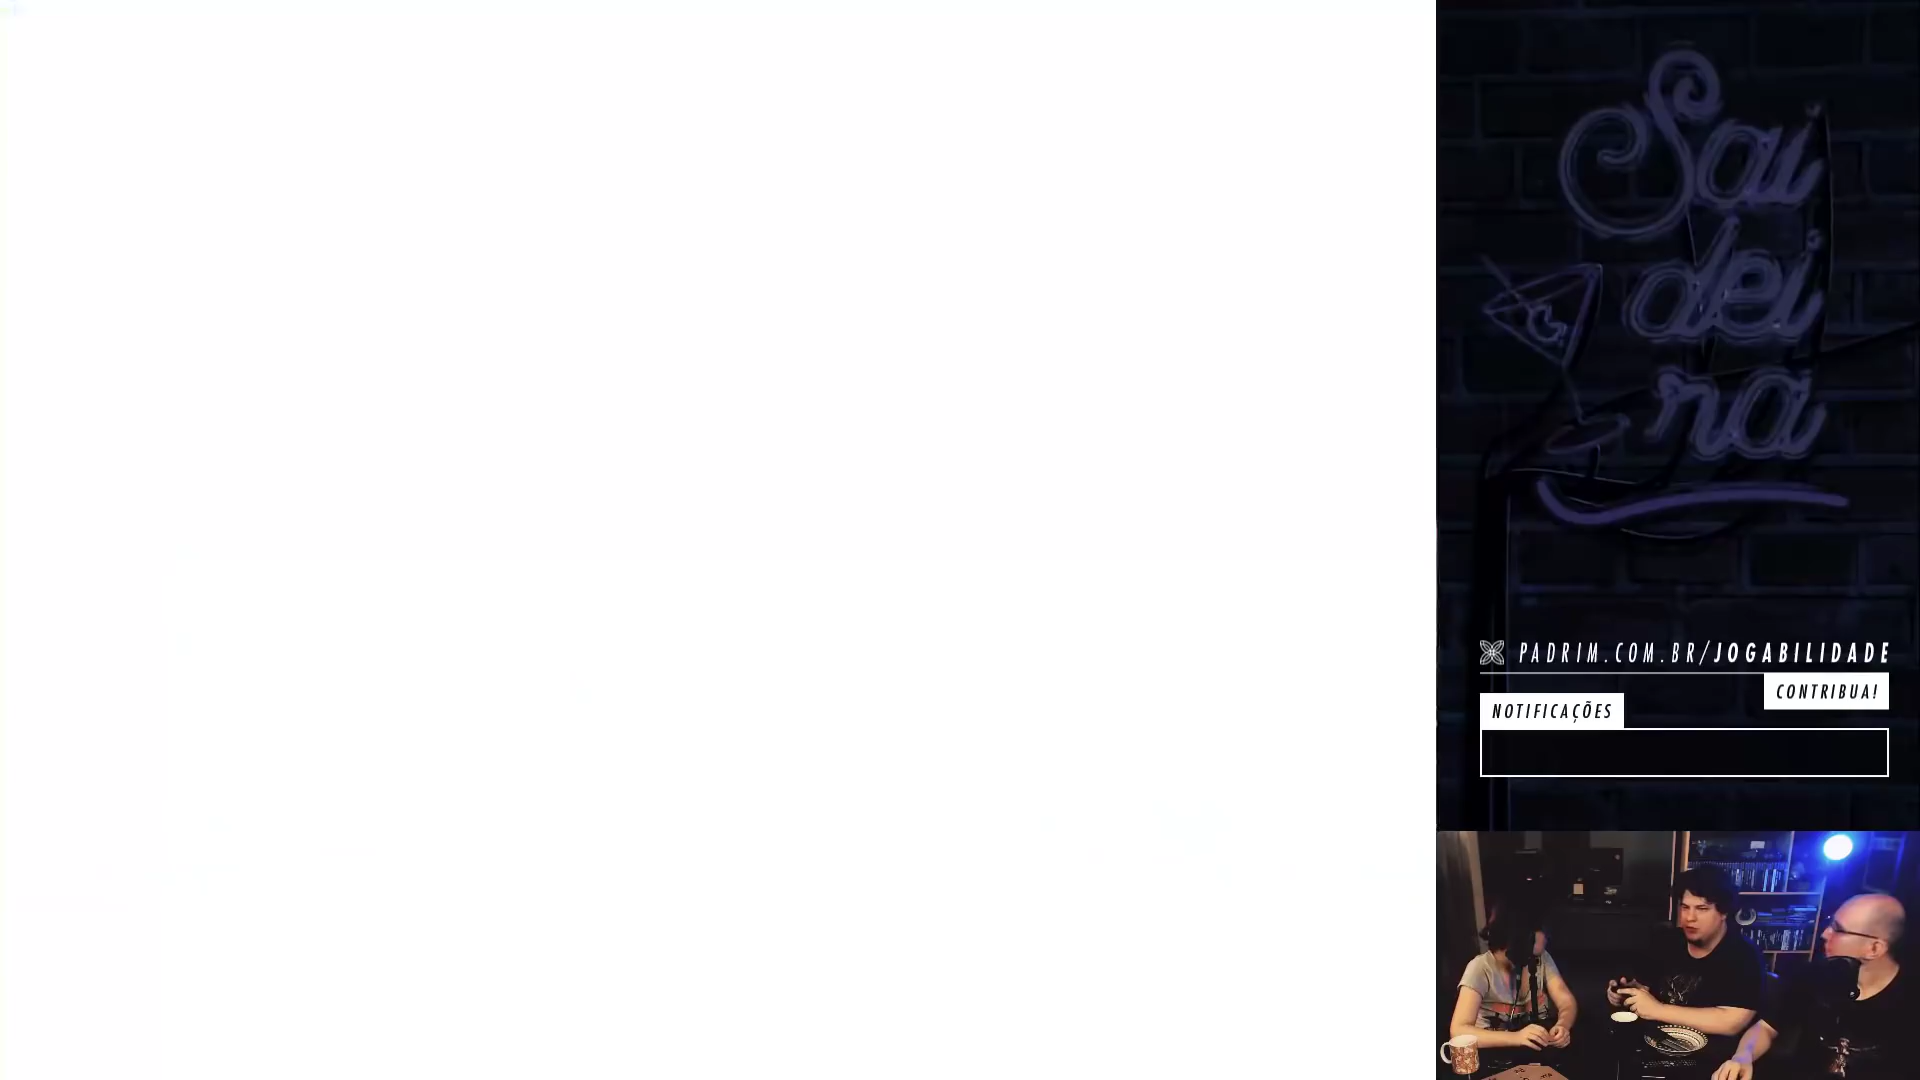 Sai
dei
ra
PADRIM.COM.BR/JOGABILIDADE
CONTRIBUA!
NOTIFICAÇÕES